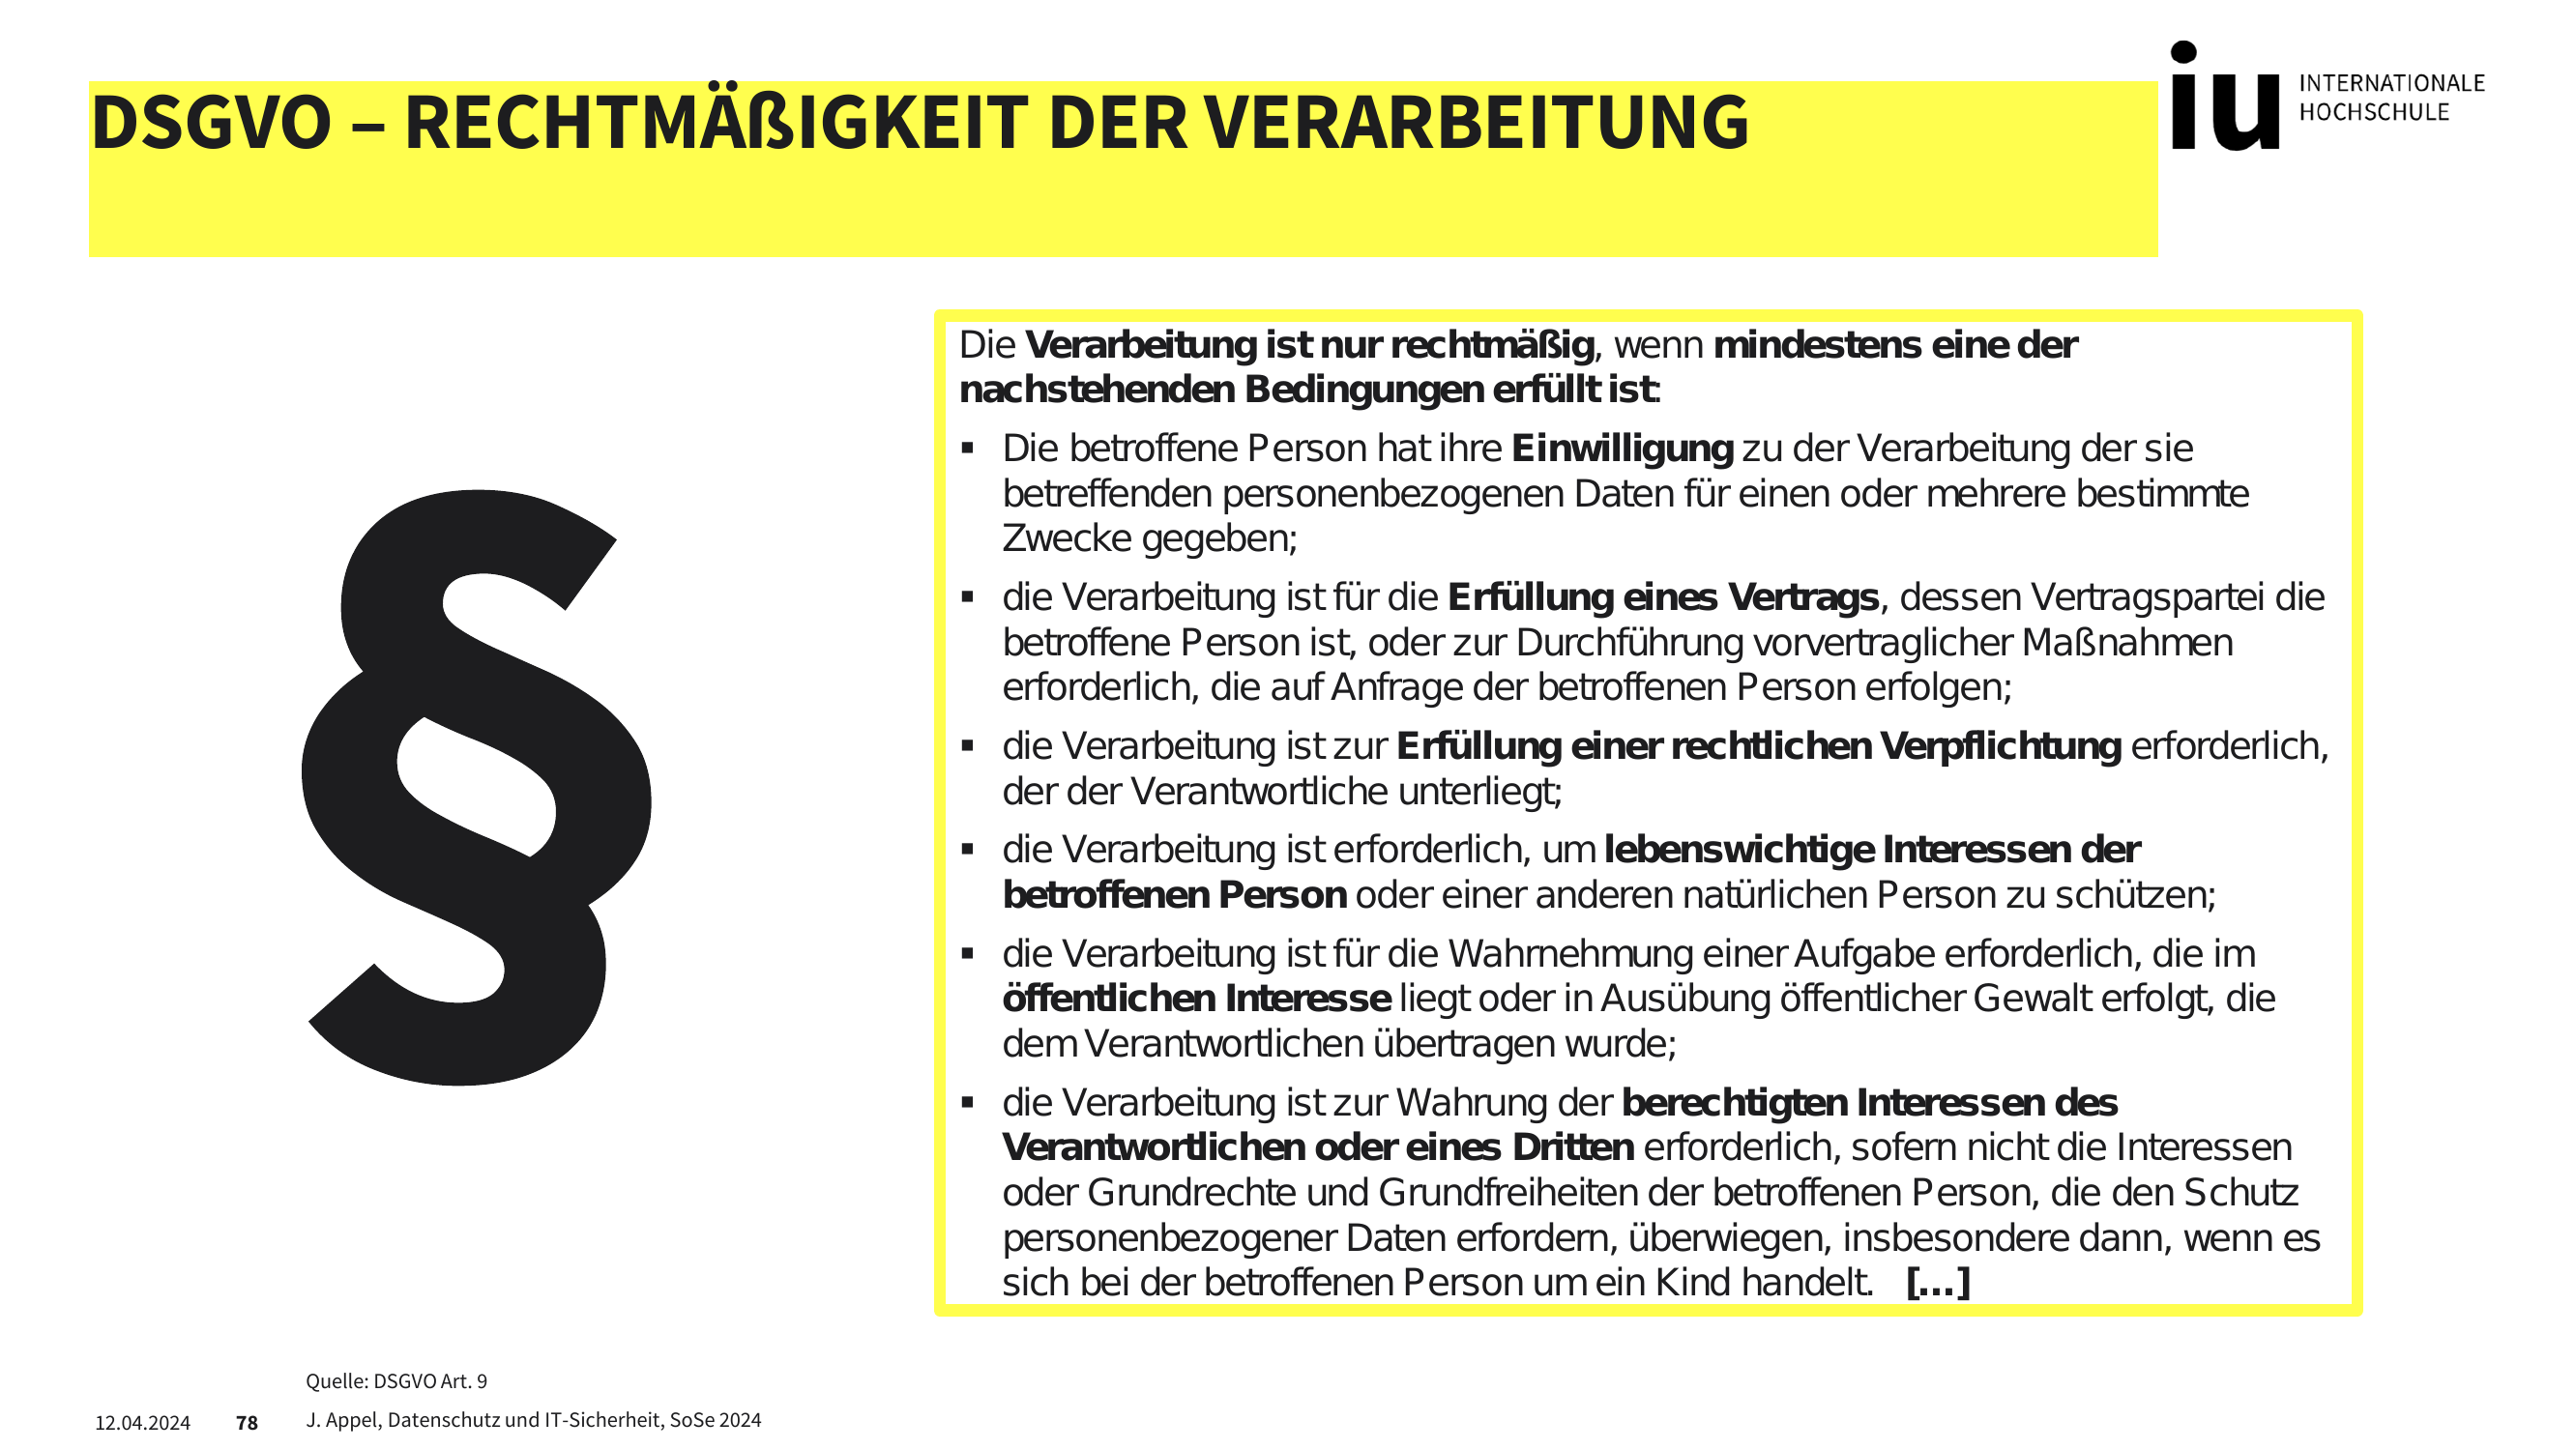 DSGVO – RECHTMÄßIGKEIT DER VERARBEITUNG
iu INTERNATIONALE
HOCHSCHULE
Die Verarbeitung ist nur rechtmäßig, wenn mindestens eine der
nachstehenden Bedingungen erfüllt ist:
▪ Die betroffene Person hat ihre Einwilligung zu der Verarbeitung der sie
betreffenden personenbezogenen Daten für einen oder mehrere bestimmte
Zwecke gegeben;
▪ die Verarbeitung ist für die Erfüllung eines Vertrags, dessen Vertragspartei die
betroffene Person ist, oder zur Durchführung vorvertraglicher Maßnahmen
erforderlich, die auf Anfrage der betroffenen Person erfolgen;
▪ die Verarbeitung ist zur Erfüllung einer rechtlichen Verpflichtung erforderlich,
der der Verantwortliche unterliegt;
▪ die Verarbeitung ist erforderlich, um lebenswichtige Interessen der
betroffenen Person oder einer anderen natürlichen Person zu schützen;
▪ die Verarbeitung ist für die Wahrnehmung einer Aufgabe erforderlich, die im
öffentlichen Interesse liegt oder in Ausübung öffentlicher Gewalt erfolgt, die
dem Verantwortlichen übertragen wurde;
▪ die Verarbeitung ist zur Wahrung der berechtigten Interessen des
Verantwortlichen oder eines Dritten erforderlich, sofern nicht die Interessen
oder Grundrechte und Grundfreiheiten der betroffenen Person, die den Schutz
personenbezogener Daten erfordern, überwiegen, insbesondere dann, wenn es
sich bei der betroffenen Person um ein Kind handelt. [...]
§
Quelle: DSGVO Art. 9
12.04.2024 78 J. Appel, Datenschutz und IT-Sicherheit, SoSe 2024